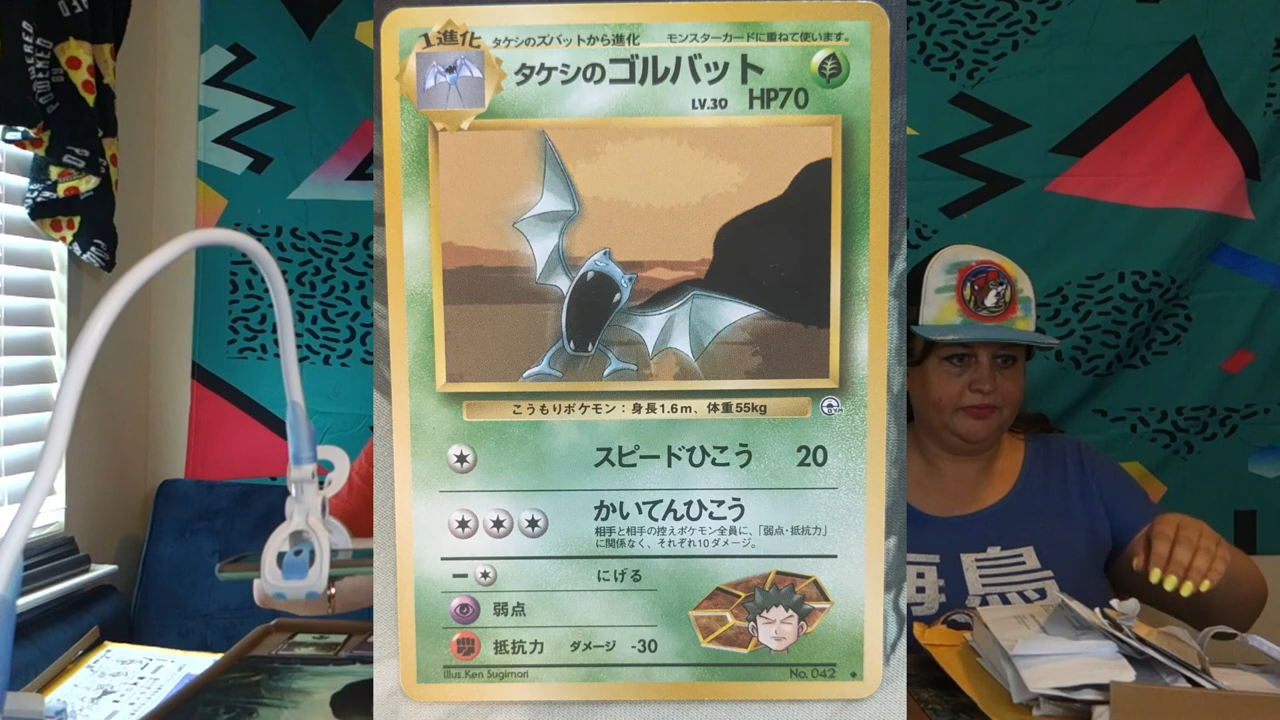 POWERED
BY
POWERED
1進化 タケシのズバットから進化 モンスターカードに重ねて使います。
タケシのゴルバット
LV.30 HP70
こうもりポケモン：身長1.6m、体重55kg
GYM
スピードひこう 20
かいてんひこう
相手と相手の控えポケモン全員に、「弱点・抵抗力」
に関係なく、それぞれ10ダメージ。
にげる
弱点
抵抗力 ダメージ -30
Illus.Ken Sugimori No. 042
海鳥